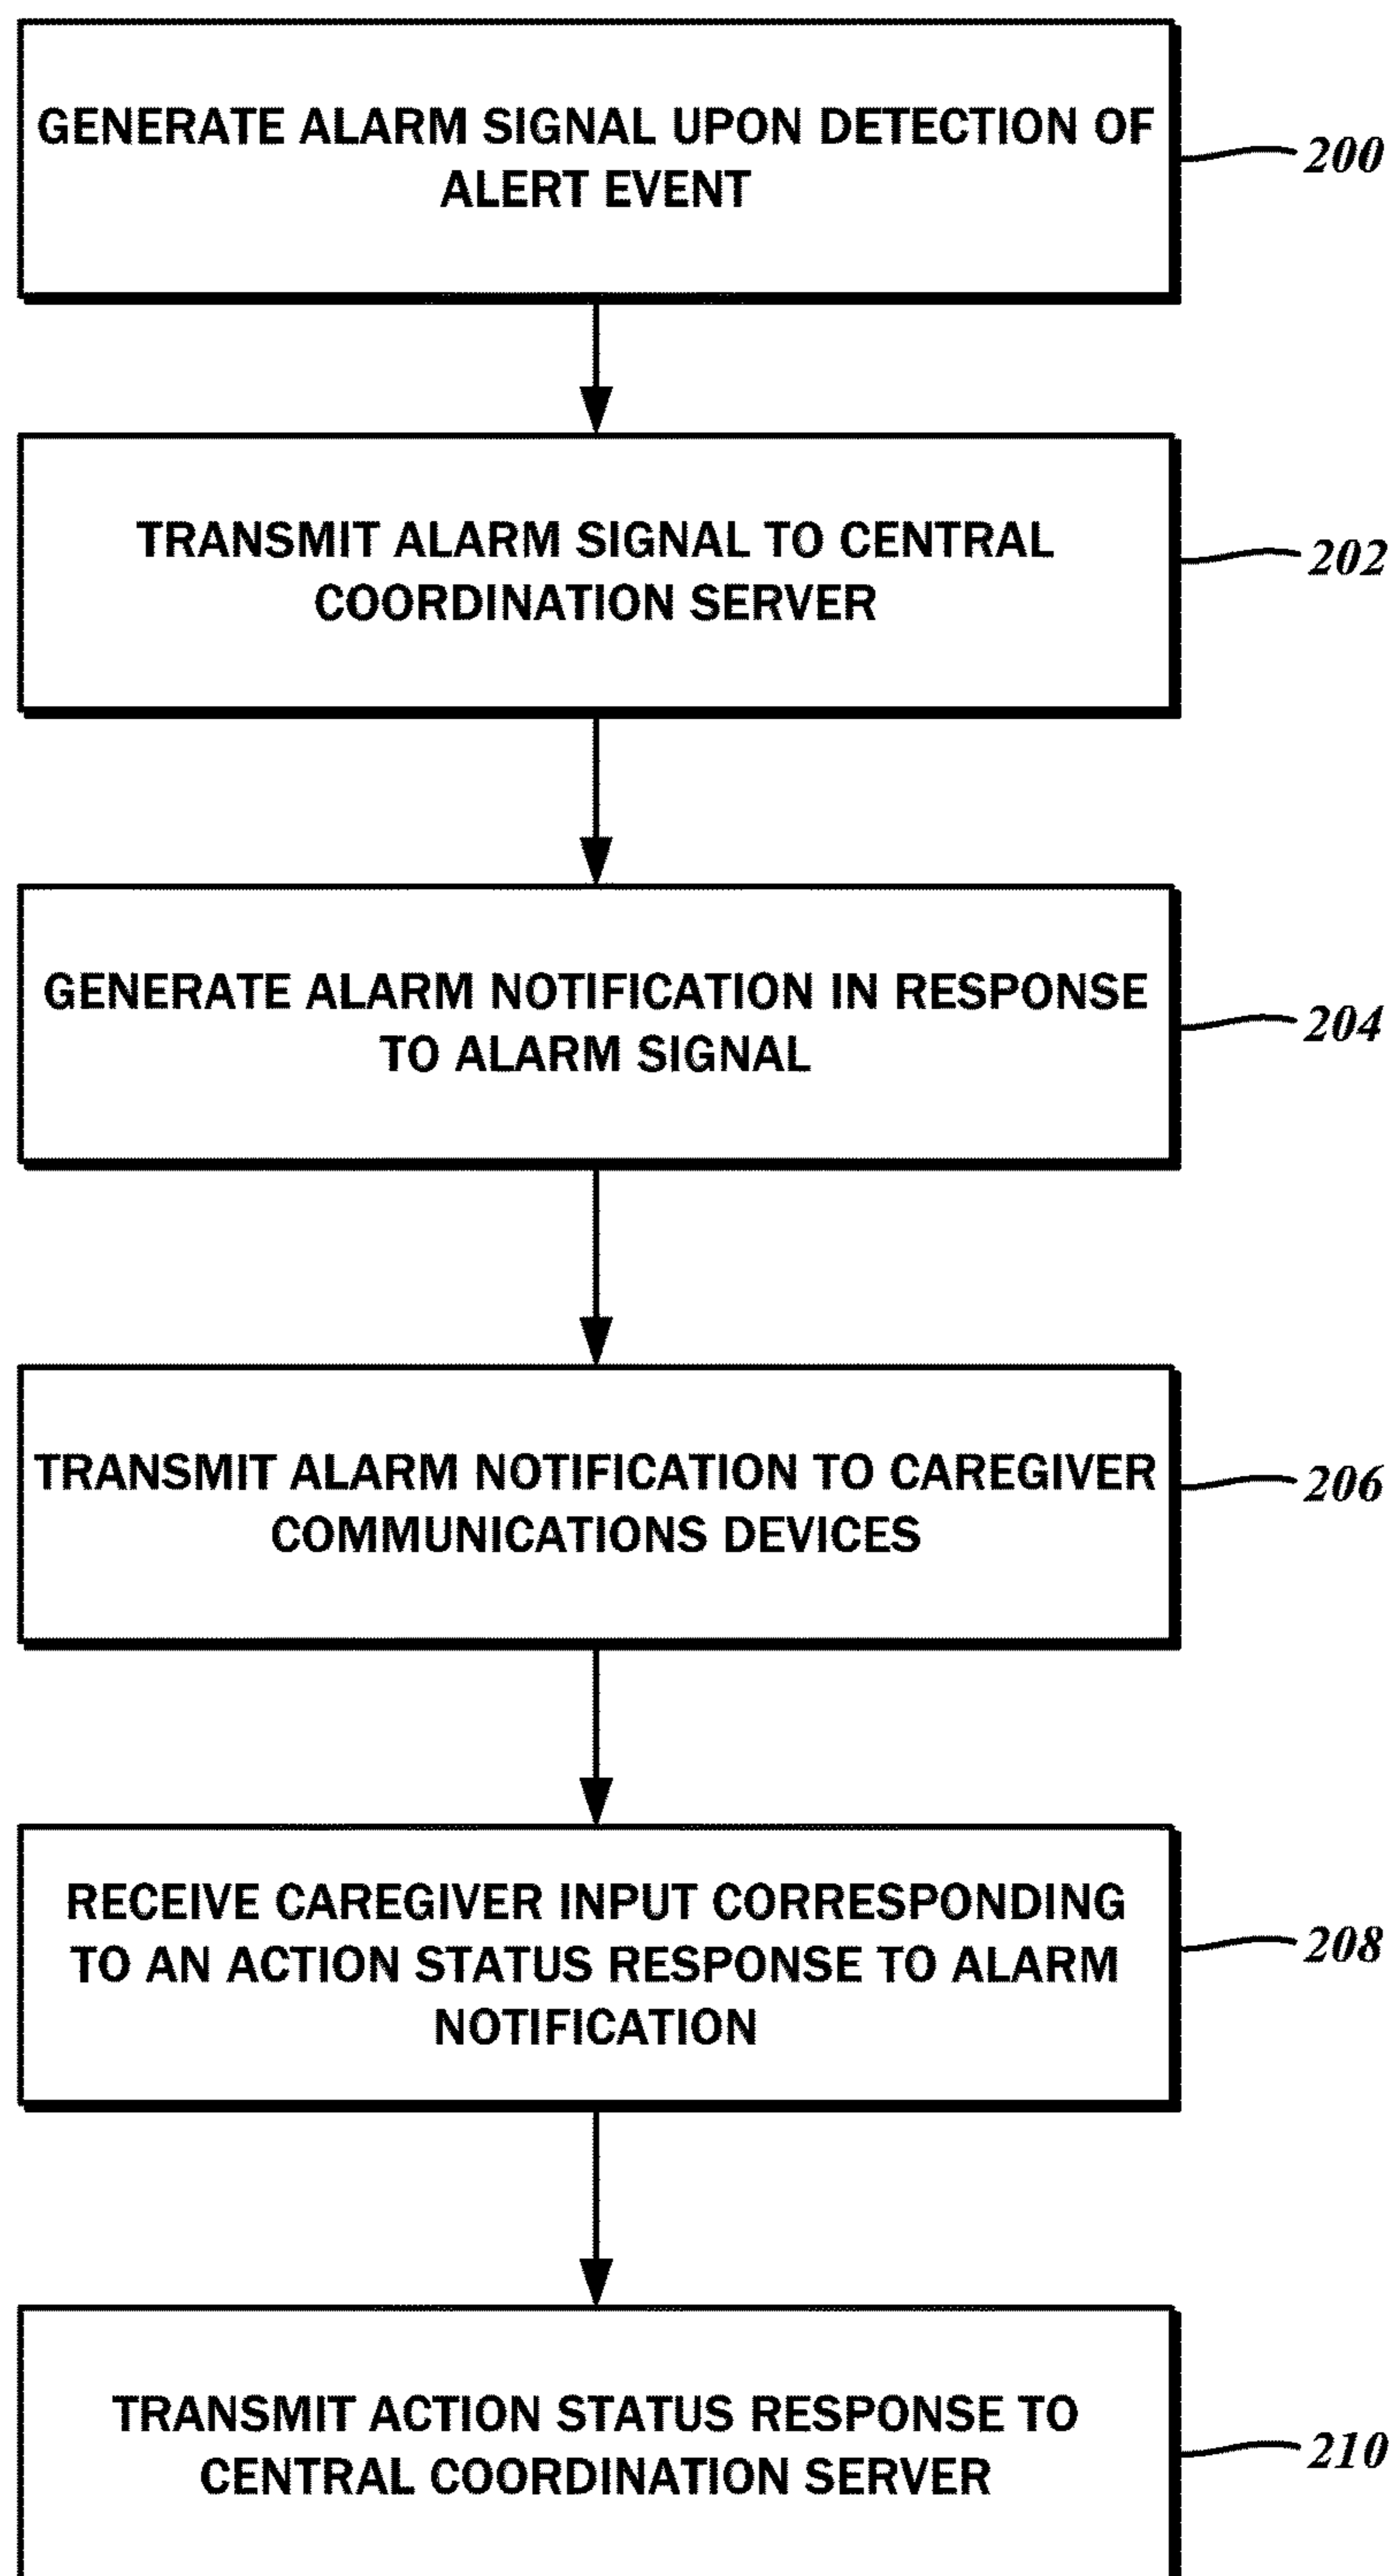 GENERATE ALARM SIGNAL UPON DETECTION OF
ALERT EVENT
200
TRANSMIT ALARM SIGNAL TO CENTRAL
COORDINATION SERVER
202
GENERATE ALARM NOTIFICATION IN RESPONSE
TO ALARM SIGNAL
204
TRANSMIT ALARM NOTIFICATION TO CAREGIVER
COMMUNICATIONS DEVICES
206
RECEIVE CAREGIVER INPUT CORRESPONDING
TO AN ACTION STATUS RESPONSE TO ALARM
NOTIFICATION
208
TRANSMIT ACTION STATUS RESPONSE TO
CENTRAL COORDINATION SERVER
210